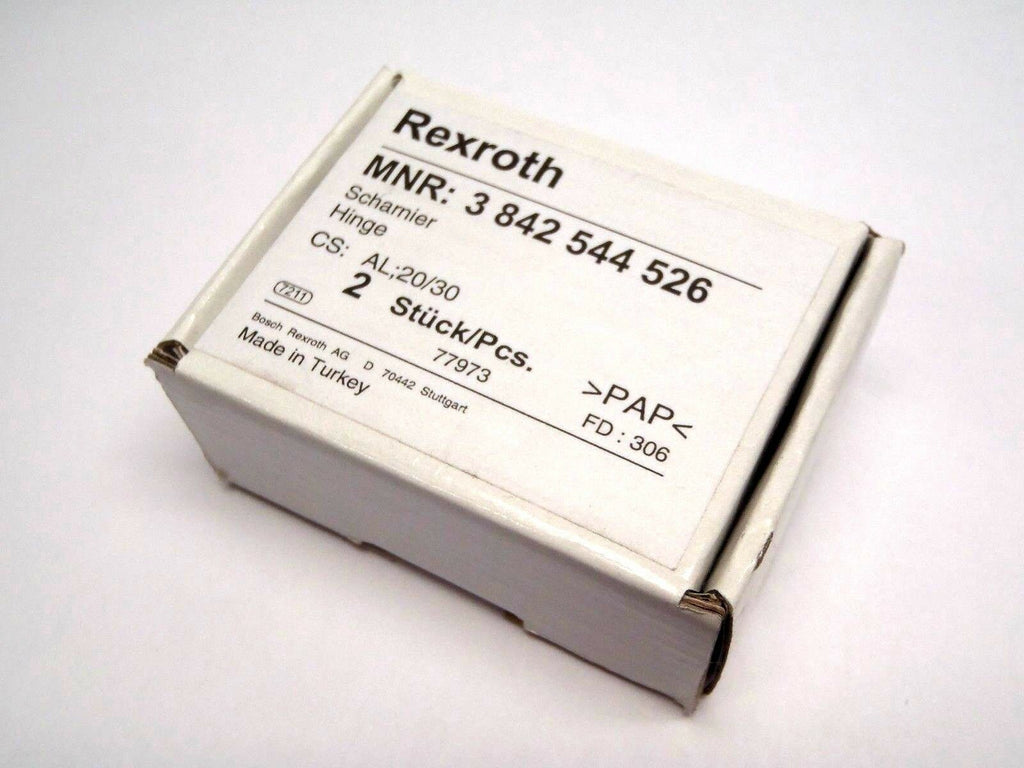 Rexroth
MNR: 3 842 544 526
Scharnier
Hinge
CS: AL;20/30
2 Stück/Pcs.
7211 77973 >PAP<
Bosch Rexroth AG D 70442 Stuttgart FD : 306
Made in Turkey